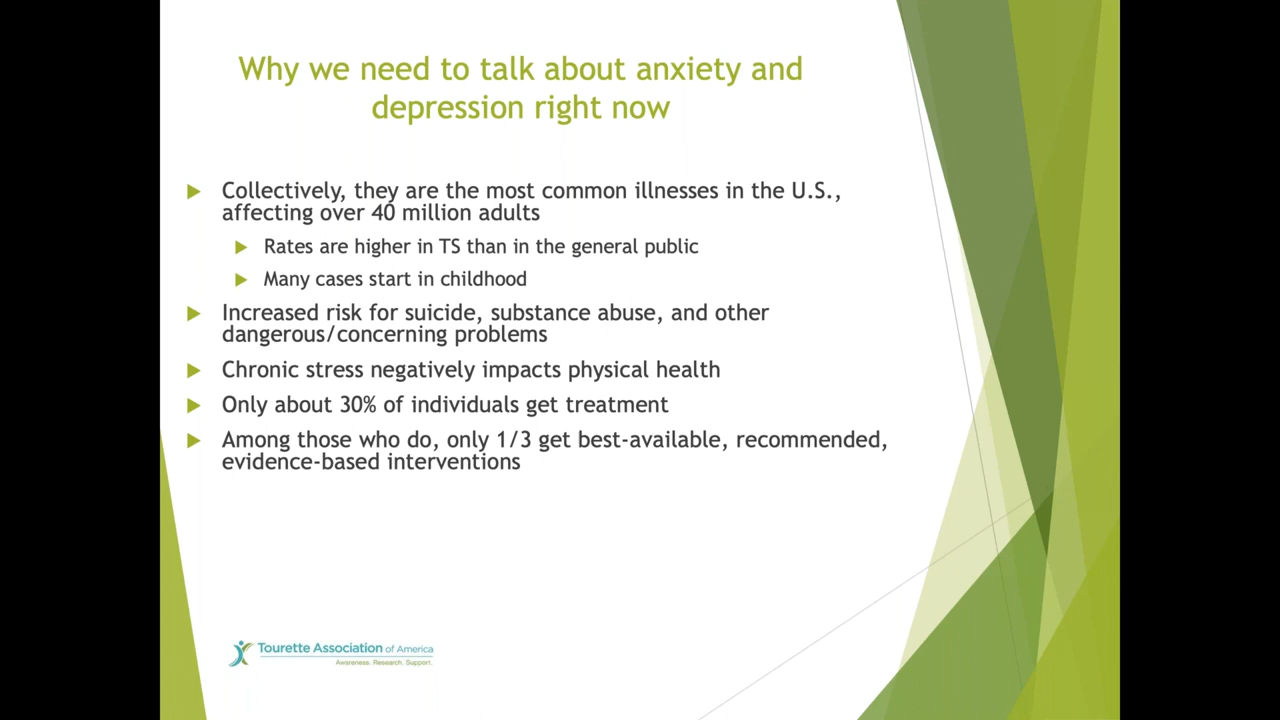 Why we need to talk about anxiety and
depression right now
Collectively, they are the most common illnesses in the U.S.,
affecting over 40 million adults
Rates are higher in TS than in the general public
Many cases start in childhood
Increased risk for suicide, substance abuse, and other
dangerous/concerning problems
Chronic stress negatively impacts physical health
Only about 30% of individuals get treatment
Among those who do, only 1/3 get best-available, recommended,
evidence-based interventions
Tourette Association of America
Awareness. Research. Support.